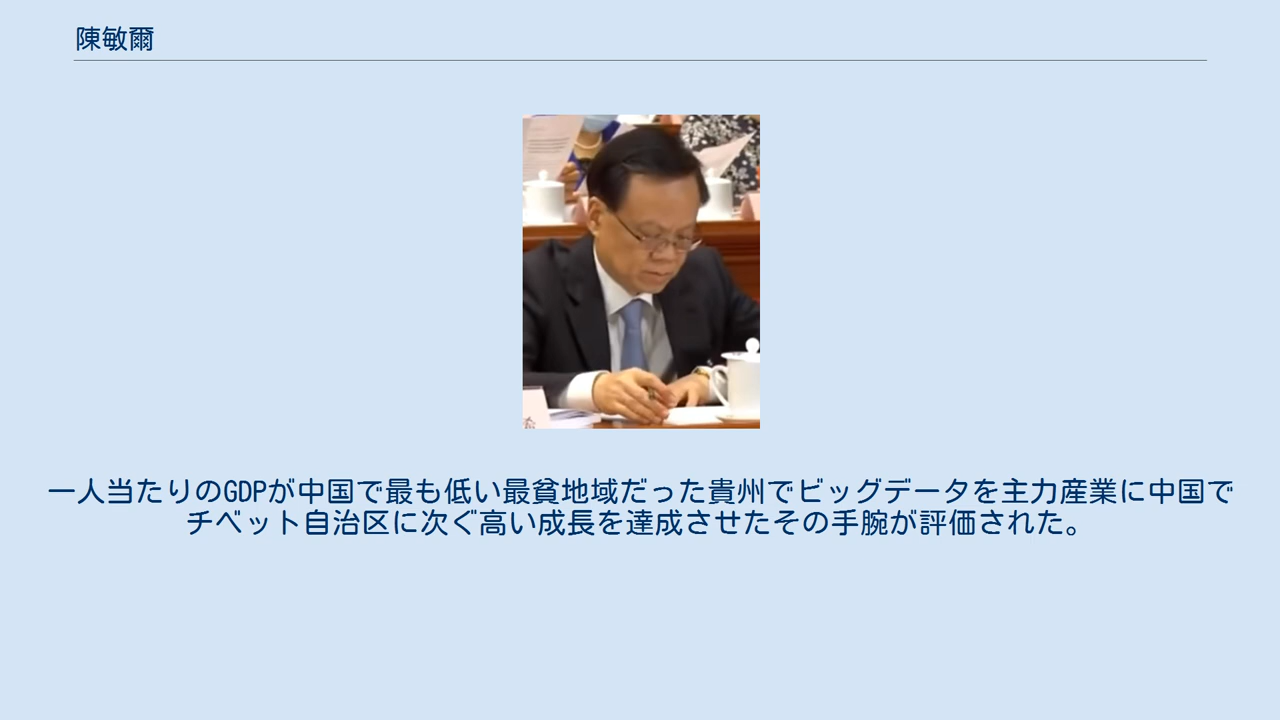 陳敏爾
一人当たりのGDPが中国で最も低い最貧地域だった貴州でビッグデータを主力産業に中国で
チベット自治区に次ぐ高い成長を達成させたその手腕が評価された。